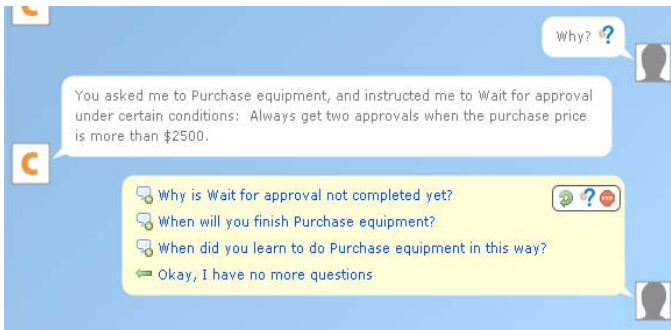 Why?
You asked me to Purchase equipment, and instructed me to Wait for approval
under certain conditions:  Always get two approvals when the purchase price
is more than $2500.
C
Why is Wait for approval not completed yet?
When will you finish Purchase equipment?
When did you learn to do Purchase equipment in this way?
Okay, I have no more questions